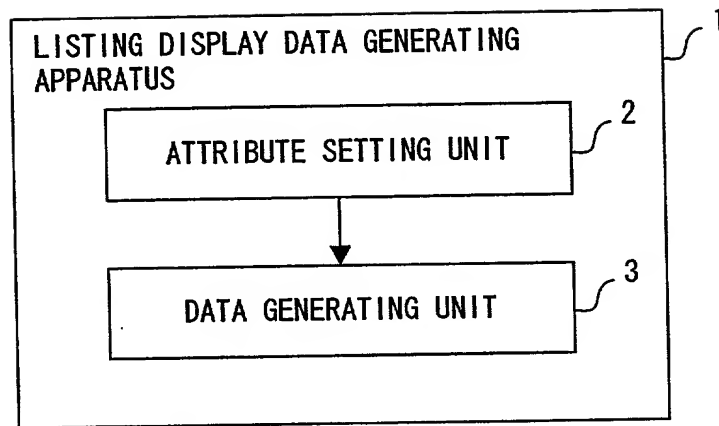 LISTING DISPLAY DATA GENERATING
APPARATUS
1
ATTRIBUTE SETTING UNIT
2
DATA GENERATING UNIT
3